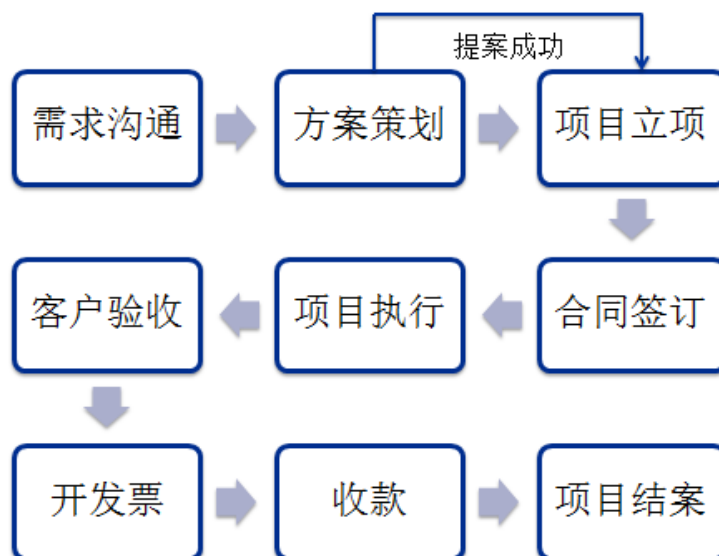 提案成功
需求沟通
方案策划
项目立项
客户验收
项目执行
合同签订
开发票
收款
项目结案